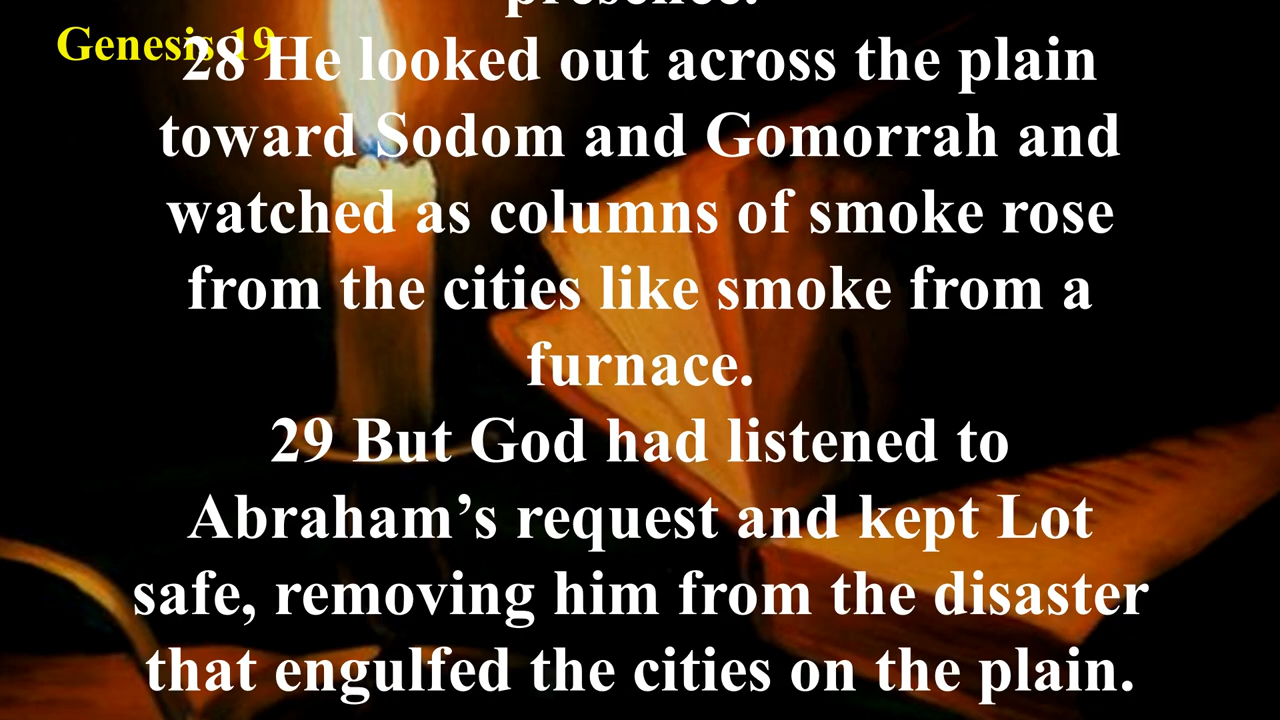 presence.
Genesis 19
28 He looked out across the plain
toward Sodom and Gomorrah and
watched as columns of smoke rose
from the cities like smoke from a
furnace.
29 But God had listened to
Abraham’s request and kept Lot
safe, removing him from the disaster
that engulfed the cities on the plain.